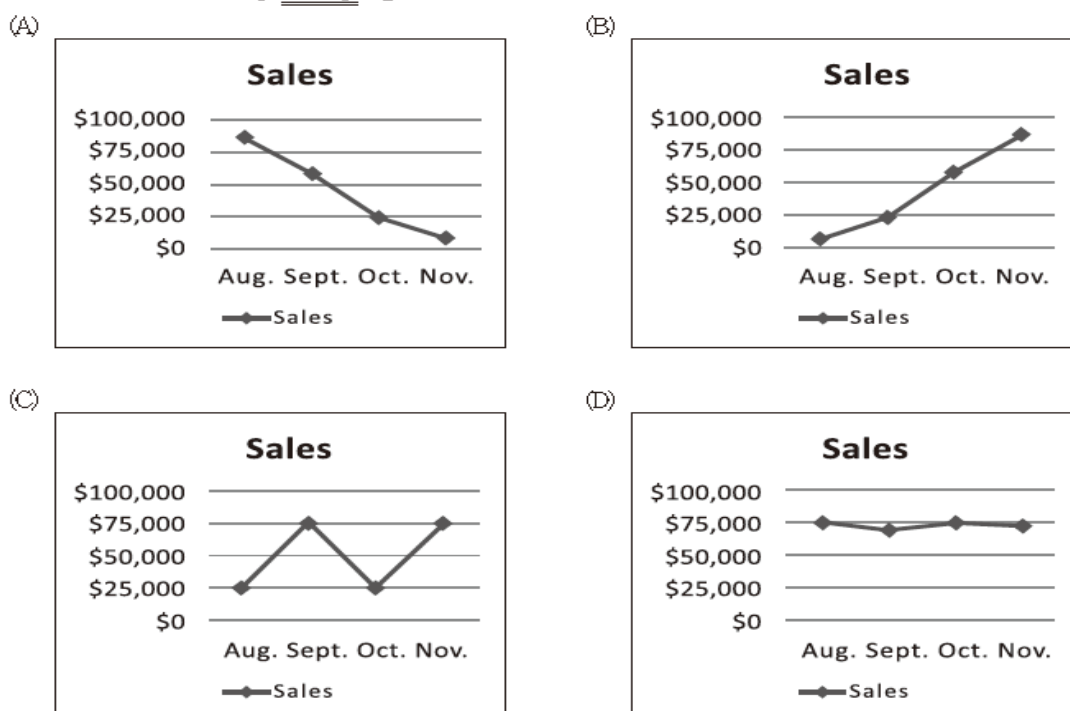 (A)
Sales
$100,000
$75,000
$50,000
$25,000
$0
Aug. Sept. Oct. Nov.
Sales
(B)
Sales
$100,000
$75,000
$50,000
$25,000
$0
Aug. Sept. Oct. Nov.
Sales
(C)
Sales
$100,000
$75,000
$50,000
$25,000
$0
Aug. Sept. Oct. Nov.
Sales
(D)
Sales
$100,000
$75,000
$50,000
$25,000
$0
Aug. Sept. Oct. Nov.
Sales